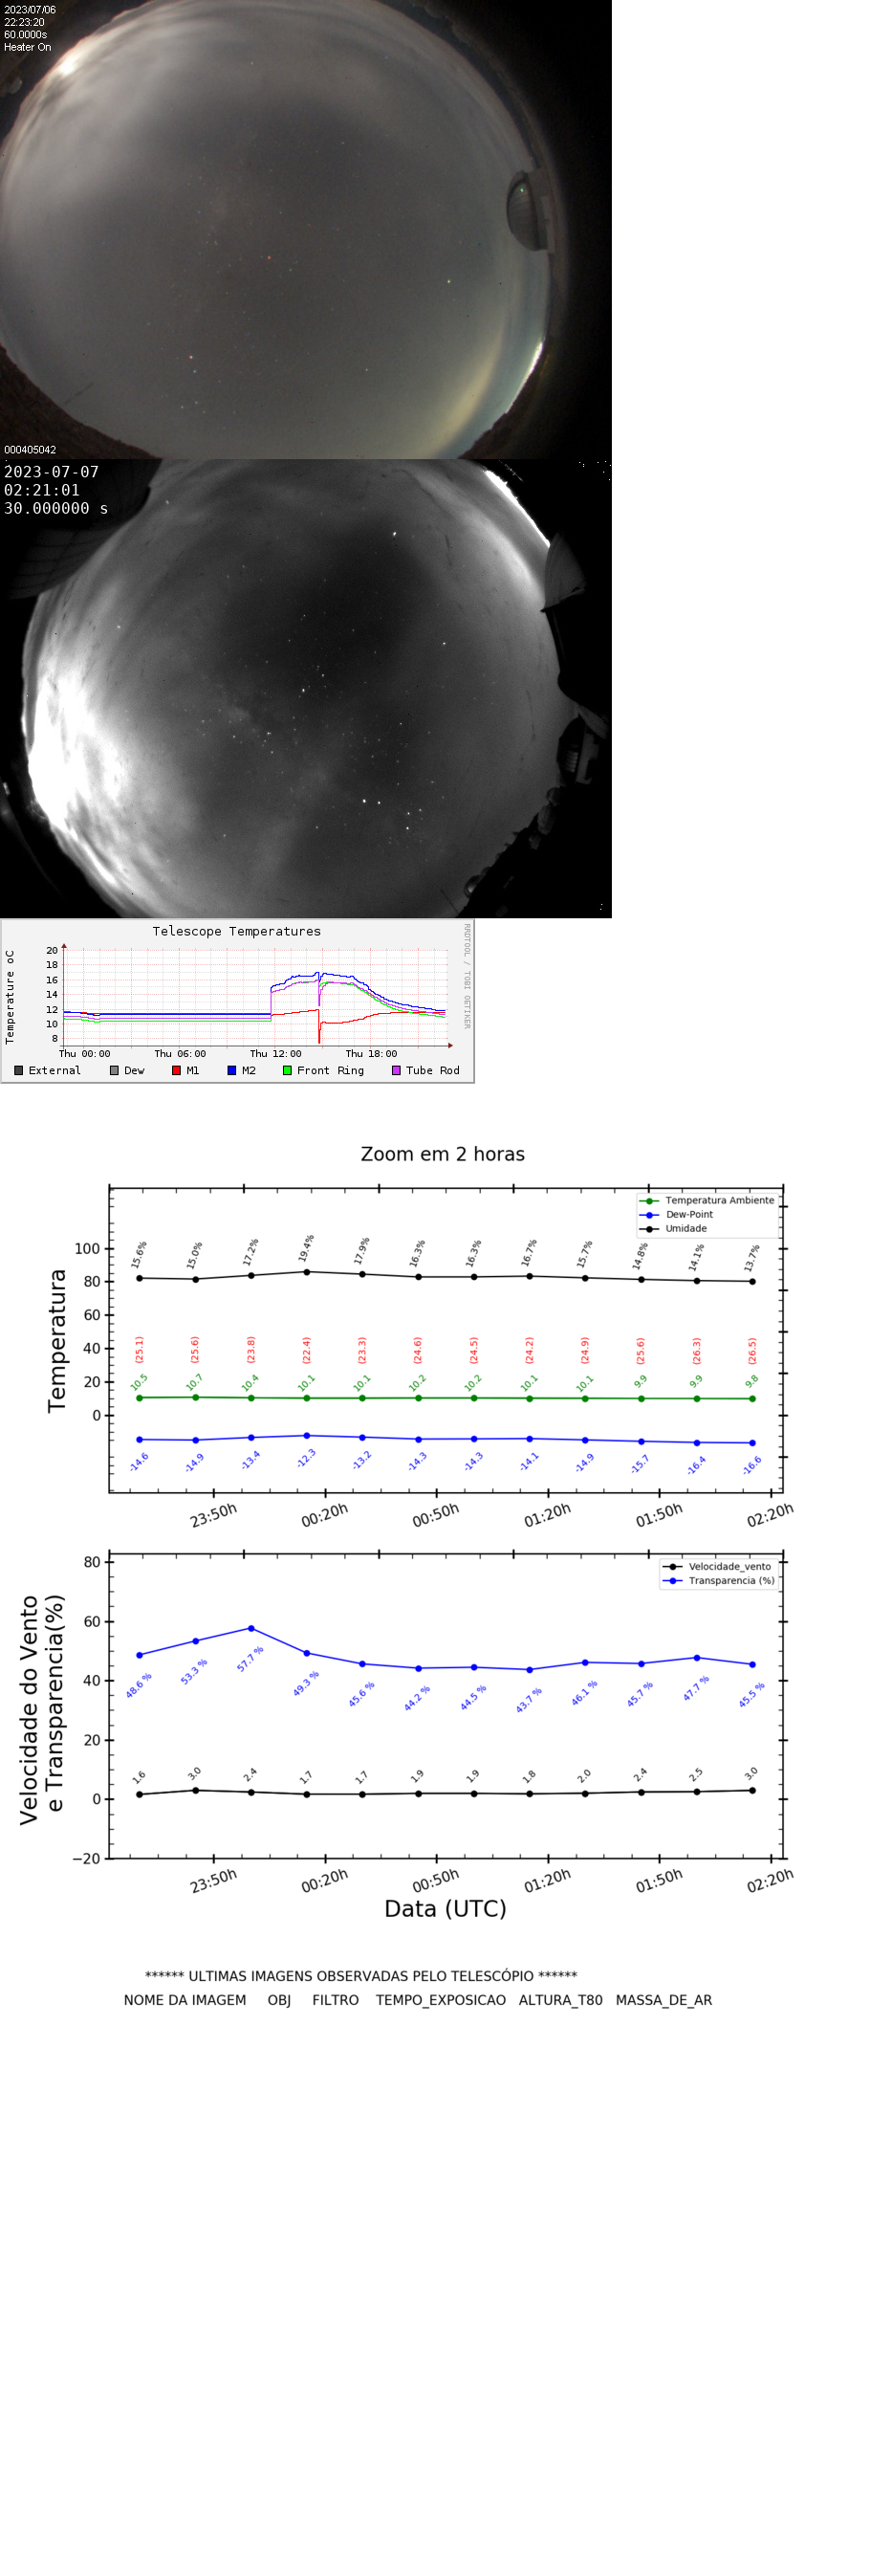 2023/07/06
22:23:20
60.0000s
Heater On
000405042
2023-07-07
02:21:01
30.000000 s
Telescope Temperatures
RRDTOOL / TOBI OETIKER
Temperature oC
20
18
16
14
12
10
8
Thu 00:00 Thu 06:00 Thu 12:00 Thu 18:00
External Dew M1 M2 Front Ring Tube Rod
Zoom em 2 horas
Temperatura Ambiente
Dew-Point
Umidade
Temperatura
100
80
60
40
20
0
15.6% 15.0% 17.2% 19.4% 17.9% 16.3% 16.3% 16.7% 15.7% 14.8% 14.1% 13.7%
(25.1) (25.6) (23.8) (22.4) (23.3) (24.6) (24.5) (24.2) (24.9) (25.6) (26.3) (26.5)
10.5 10.7 10.4 10.1 10.1 10.2 10.2 10.1 10.1 9.9 9.9 9.8
-14.6 -14.9 -13.4 -12.3 -13.2 -14.3 -14.3 -14.1 -14.9 -15.7 -16.4 -16.6
23:50h 00:20h 00:50h 01:20h 01:50h 02:20h
Velocidade_vento
Transparencia (%)
Velocidade do Vento
e Transparencia(%)
80
60
40
20
0
−20
48.6 % 53.3 % 57.7 % 49.3 % 45.6 % 44.2 % 44.5 % 43.7 % 46.1 % 45.7 % 47.7 % 45.5 %
1.6 3.0 2.4 1.7 1.7 1.9 1.9 1.8 2.0 2.4 2.5 3.0
23:50h 00:20h 00:50h 01:20h 01:50h 02:20h
Data (UTC)
****** ULTIMAS IMAGENS OBSERVADAS PELO TELESCÓPIO ******
NOME DA IMAGEM OBJ FILTRO TEMPO_EXPOSICAO ALTURA_T80 MASSA_DE_AR